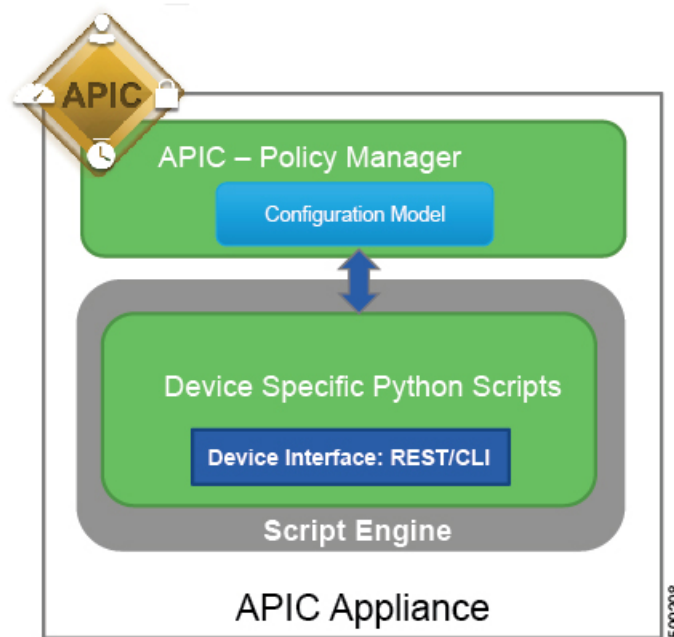 APIC
APIC – Policy Manager
Configuration Model
Device Specific Python Scripts
Device Interface: REST/CLI
Script Engine
APIC Appliance